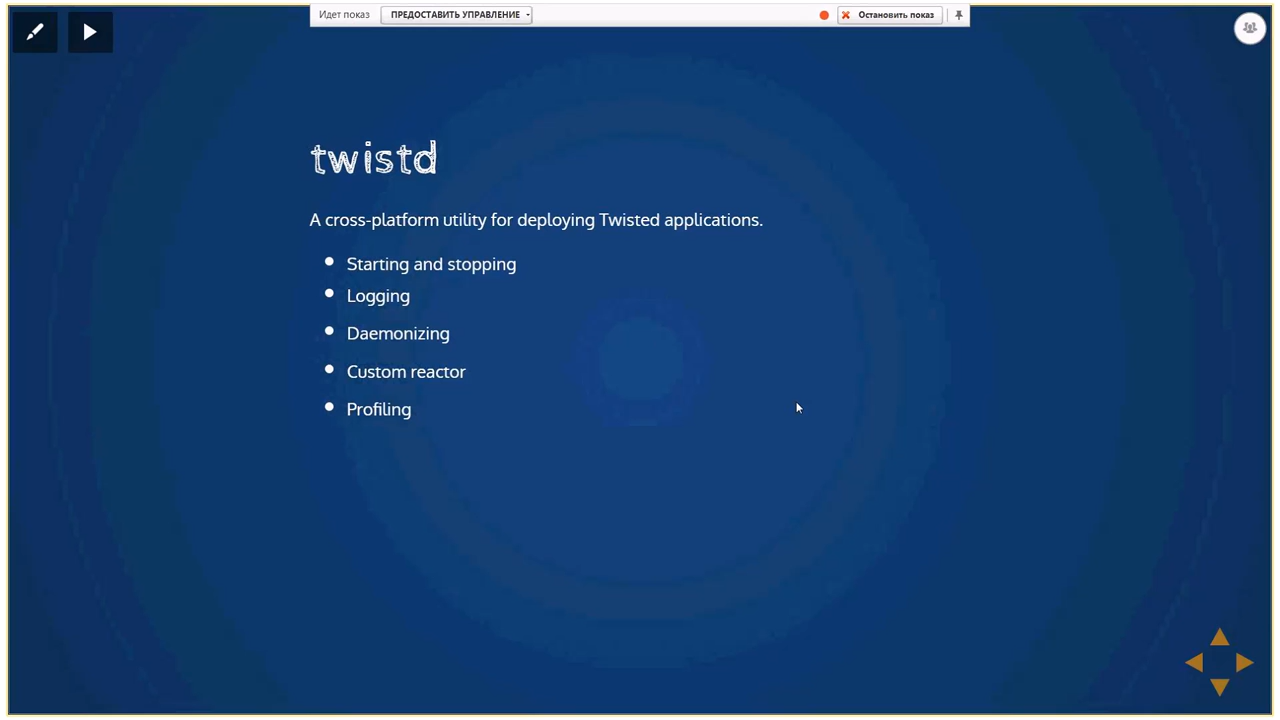 Идет показ ПРЕДОСТАВИТЬ УПРАВЛЕНИЕ Остановить показ
twistd
A cross-platform utility for deploying Twisted applications.
Starting and stopping
Logging
Daemonizing
Custom reactor
Profiling